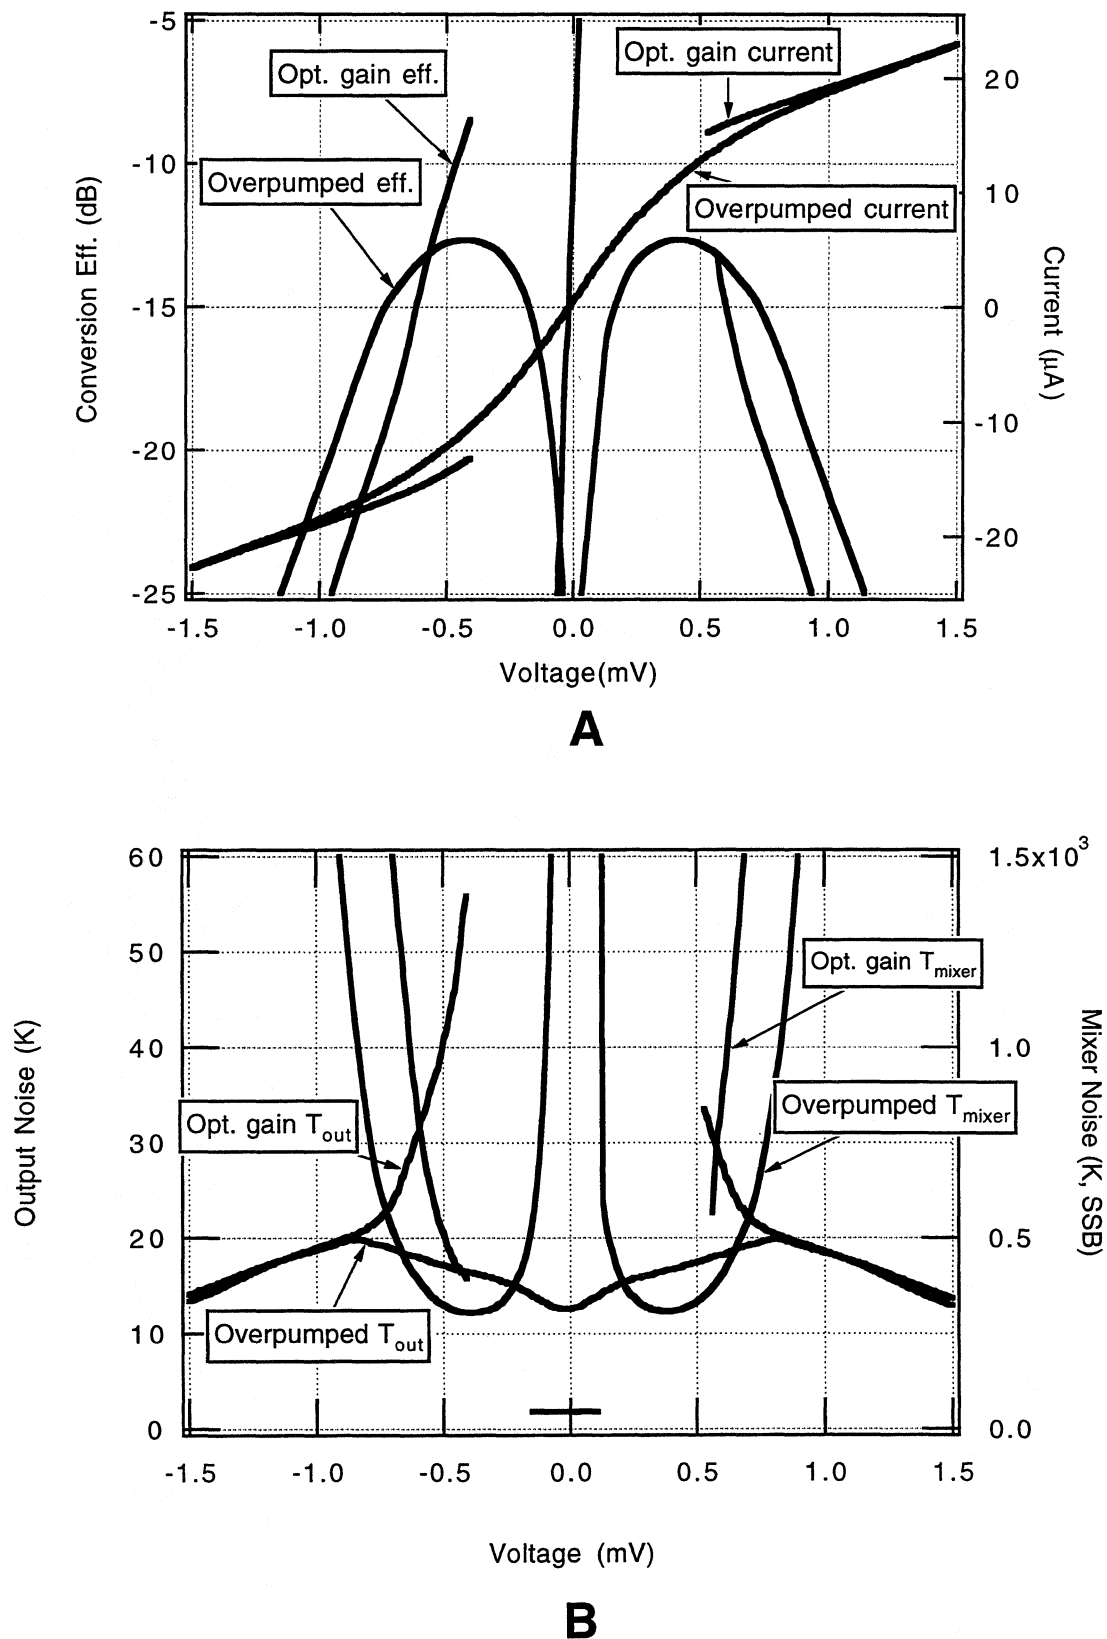 -5
-10
-15
-20
-25
Conversion Eff. (dB)
Opt. gain eff.
Overpumped eff.
Opt. gain current
Overpumped current
20
10
0
-10
-20
Current (μA)
-1.5 -1.0 -0.5 0.0 0.5 1.0 1.5
Voltage(mV)
A
60
50
40
30
20
10
0
Output Noise (K)
Opt. gain Tout
Overpumped Tout
Opt. gain Tmixer
Overpumped Tmixer
1.5x10³
1.0
0.5
0.0
Mixer Noise (K, SSB)
-1.5 -1.0 -0.5 0.0 0.5 1.0 1.5
Voltage (mV)
B